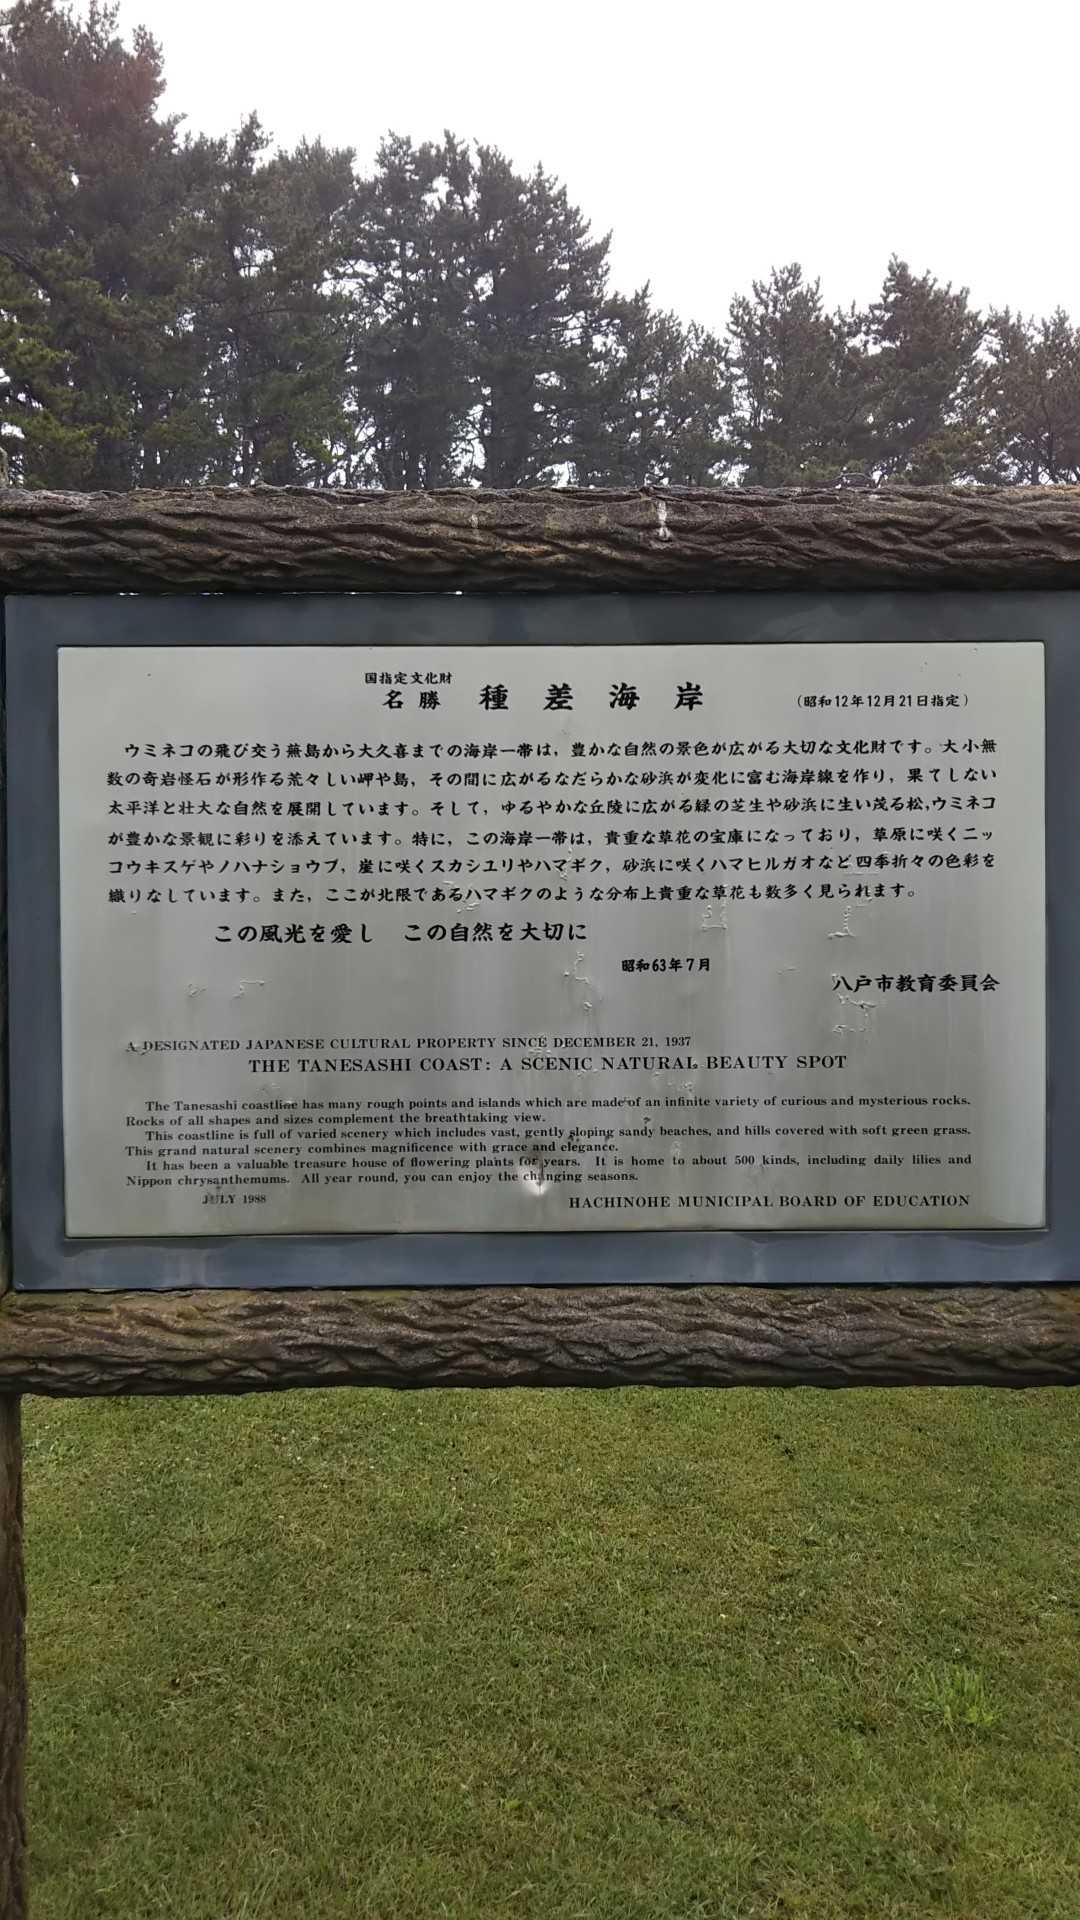 国指定文化財
名勝 種差海岸 (昭和12年12月21日指定)
ウミネコの飛び交う蕪島から大久喜までの海岸一帯は，豊かな自然の景色が広がる大切な文化財です。大小無
数の奇岩怪石が形作る荒々しい岬や島，その間に広がるなだらかな砂浜が変化に富む海岸線を作り，果てしない
太平洋と壮大な自然を展開しています。そして，ゆるやかな丘陵に広がる緑の芝生や砂浜に生い茂る松，ウミネコ
が豊かな景観に彩りを添えています。特に，この海岸一帯は，貴重な草花の宝庫になっており，草原に咲くニッ
コウキスゲやノハナショウブ，崖に咲くスカシユリやハマギク，砂浜に咲くハマヒルガオなど四季折々の色彩を
織りなしています。また，ここが北限であるハマギクのような分布上貴重な草花も数多く見られます。
この風光を愛し この自然を大切に
昭和63年7月
八戸市教育委員会
A DESIGNATED JAPANESE CULTURAL PROPERTY SINCE DECEMBER 21, 1937
THE TANESASHI COAST: A SCENIC NATURAL BEAUTY SPOT
The Tanesashi coastline has many rough points and islands which are made of an infinite variety of curious and mysterious rocks.
Rocks of all shapes and sizes complement the breathtaking view.
This coastline is full of varied scenery which includes vast, gently sloping sandy beaches, and hills covered with soft green grass.
This grand natural scenery combines magnificence with grace and elegance.
It has been a valuable treasure house of flowering plants for years. It is home to about 500 kinds, including daily lilies and
Nippon chrysanthemums. All year round, you can enjoy the changing seasons.
JULY 1988 HACHINOHE MUNICIPAL BOARD OF EDUCATION